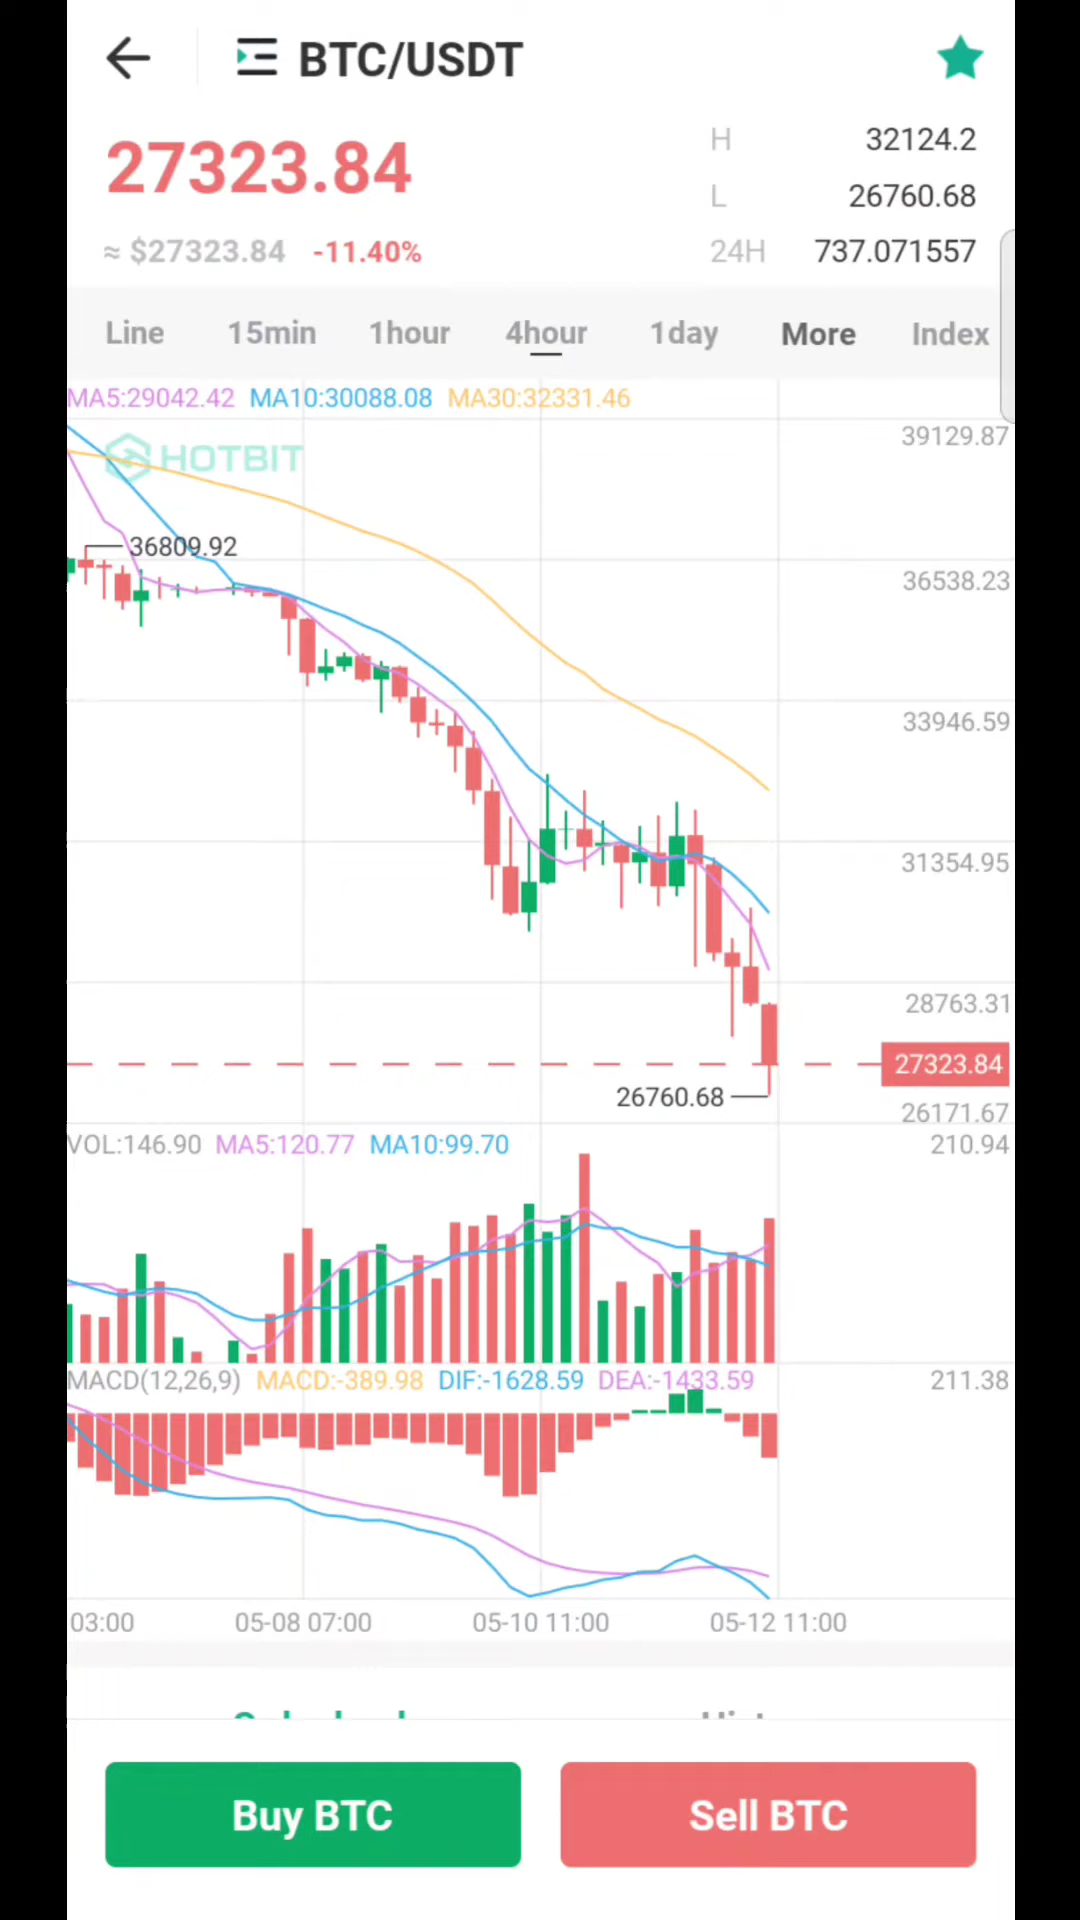 BTC/USDT
27323.84
H 32124.2
L 26760.68
≈ $27323.84 -11.40%
24H 737.071557
Line 15min 1hour 4hour 1day More Index
MA5:29042.42 MA10:30088.08 MA30:32331.46
39129.87
HOTBIT
36809.92
36538.23
33946.59
31354.95
28763.31
27323.84
26760.68
26171.67
VOL:146.90 MA5:120.77 MA10:99.70 210.94
MACD(12,26,9) MACD:-389.98 DIF:-1628.59 DEA:-1433.59 211.38
03:00 05-08 07:00 05-10 11:00 05-12 11:00
Buy BTC Sell BTC